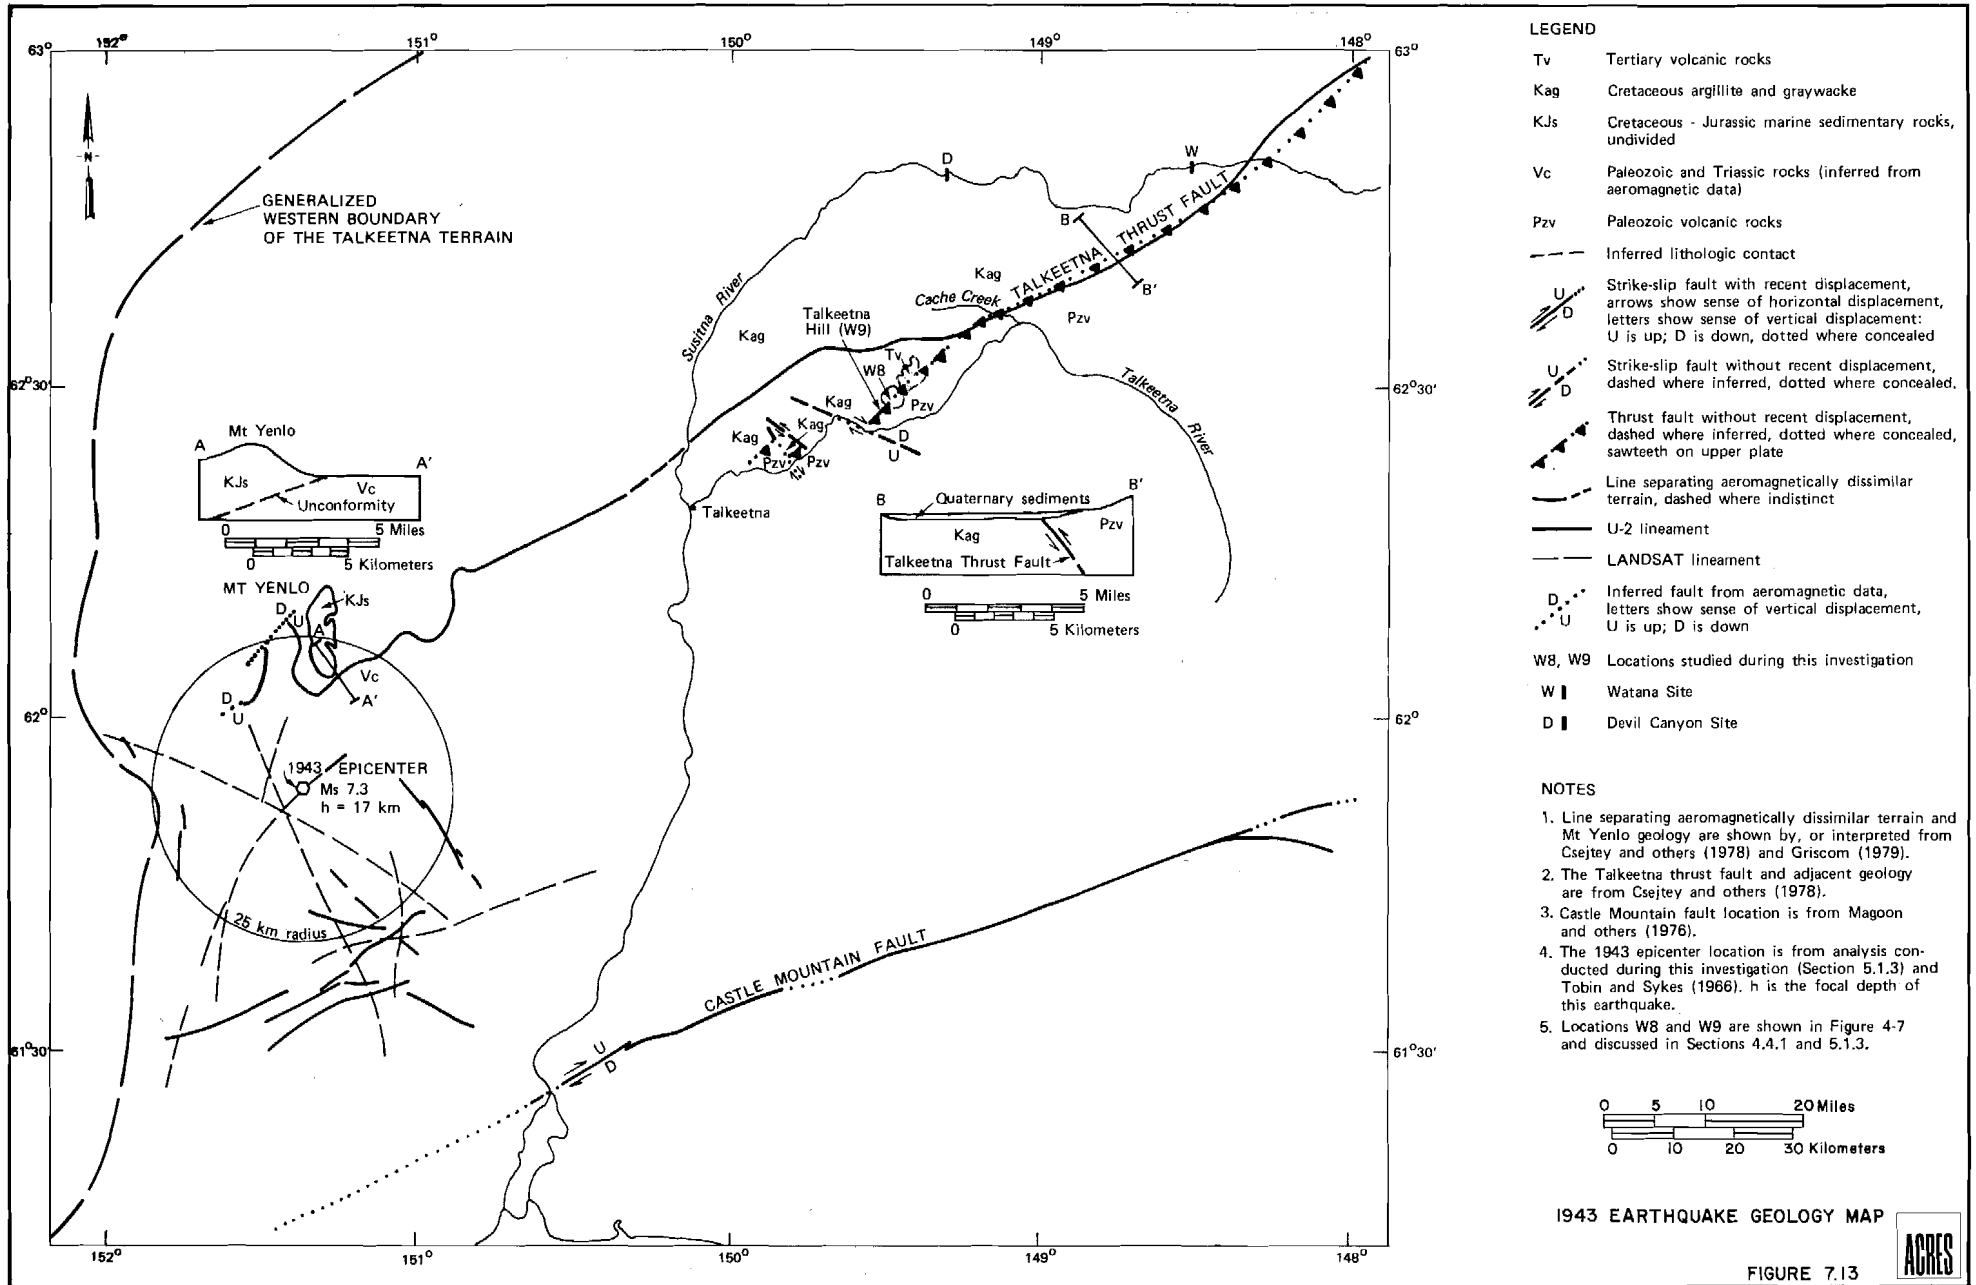 63°
152°
151°
150°
149°
148°
63°
N
GENERALIZED
WESTERN BOUNDARY
OF THE TALKEETNA TERRAIN
D
W
B
B'
TALKEETNA THRUST FAULT
Kag
Cache Creek
Pzv
Susitna River
Talkeetna
Hill (W9)
Kag
Tv
W8
62°30'
62°30'
Kag
Pzv
Talkeetna River
Kag
Kag
D
U
Pzv
Pzv
Talkeetna
A
Mt Yenlo
A'
KJs
Vc
Unconformity
0 5 Miles
0 5 Kilometers
B
Quaternary sediments
B'
Kag
Pzv
Talkeetna Thrust Fault
0 5 Miles
0 5 Kilometers
MT YENLO
D
U
KJs
A
Vc
A'
D
U
62°
62°
1943 EPICENTER
Ms 7.3
h = 17 km
25 km radius
CASTLE MOUNTAIN FAULT
U
D
61°30'
61°30'
152°
151°
150°
149°
148°
LEGEND
Tv Tertiary volcanic rocks
Kag Cretaceous argillite and graywacke
KJs Cretaceous - Jurassic marine sedimentary rocks,
undivided
Vc Paleozoic and Triassic rocks (inferred from
aeromagnetic data)
Pzv Paleozoic volcanic rocks
Inferred lithologic contact
U
D
Strike-slip fault with recent displacement,
arrows show sense of horizontal displacement,
letters show sense of vertical displacement:
U is up; D is down, dotted where concealed
U
D
Strike-slip fault without recent displacement,
dashed where inferred, dotted where concealed.
Thrust fault without recent displacement,
dashed where inferred, dotted where concealed,
sawteeth on upper plate
Line separating aeromagnetically dissimilar
terrain, dashed where indistinct
U-2 lineament
LANDSAT lineament
D
U
Inferred fault from aeromagnetic data,
letters show sense of vertical displacement,
U is up; D is down
W8, W9 Locations studied during this investigation
W Watana Site
D Devil Canyon Site
NOTES
1. Line separating aeromagnetically dissimilar terrain and
Mt Yenlo geology are shown by, or interpreted from
Csejtey and others (1978) and Griscom (1979).
2. The Talkeetna thrust fault and adjacent geology
are from Csejtey and others (1978).
3. Castle Mountain fault location is from Magoon
and others (1976).
4. The 1943 epicenter location is from analysis con-
ducted during this investigation (Section 5.1.3) and
Tobin and Sykes (1966). h is the focal depth of
this earthquake.
5. Locations W8 and W9 are shown in Figure 4-7
and discussed in Sections 4.4.1 and 5.1.3.
0 5 10 20 Miles
0 10 20 30 Kilometers
1943 EARTHQUAKE GEOLOGY MAP
ACRES
FIGURE 7.13